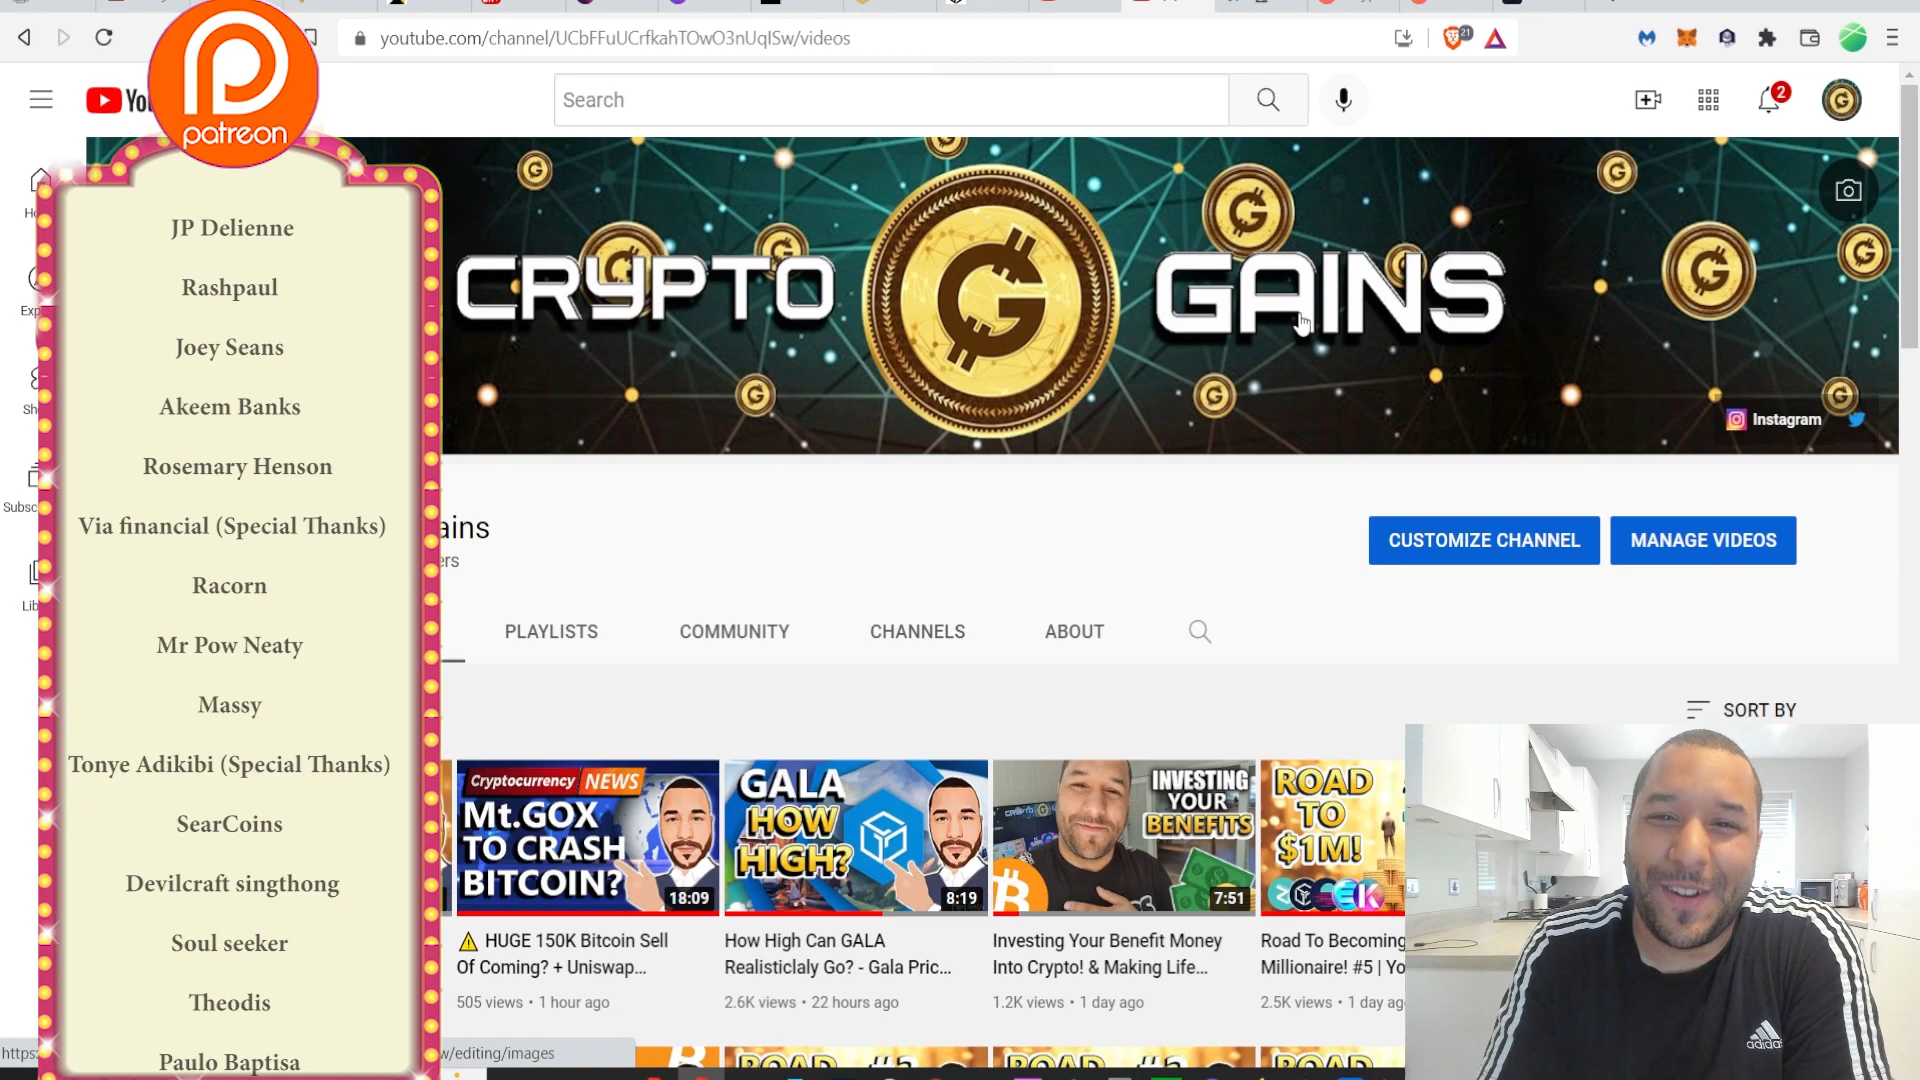 youtube.com/channel/UCbFFuUCrfkahTOwO3nUqISw/videos
21
patreon
Search
2
JP Delienne
Rashpaul
Joey Seans
Akeem Banks
Rosemary Henson
Via financial (Special Thanks)
Racorn
Mr Pow Neaty
Massy
Tonye Adikibi (Special Thanks)
SearCoins
Devilcraft singthong
Soul seeker
Theodis
Paulo Baptisa
CRYPTO GAINS
Instagram
ains
ers
CUSTOMIZE CHANNEL
MANAGE VIDEOS
PLAYLISTS
COMMUNITY
CHANNELS
ABOUT
SORT BY
Cryptocurrency NEWS
Mt.GOX
TO CRASH
BITCOIN?
18:09
GALA
HOW
HIGH?
8:19
INVESTING
YOUR
BENEFITS
7:51
ROAD
TO
$1M!
HUGE 150K Bitcoin Sell
Of Coming? + Uniswap...
505 views • 1 hour ago
How High Can GALA
Realisticlaly Go? - Gala Pric...
2.6K views • 22 hours ago
Investing Your Benefit Money
Into Crypto! & Making Life...
1.2K views • 1 day ago
Road To Becoming
Millionaire! #5 | Yo
2.5K views • 1 day ag
https:
w/editing/images
adidas